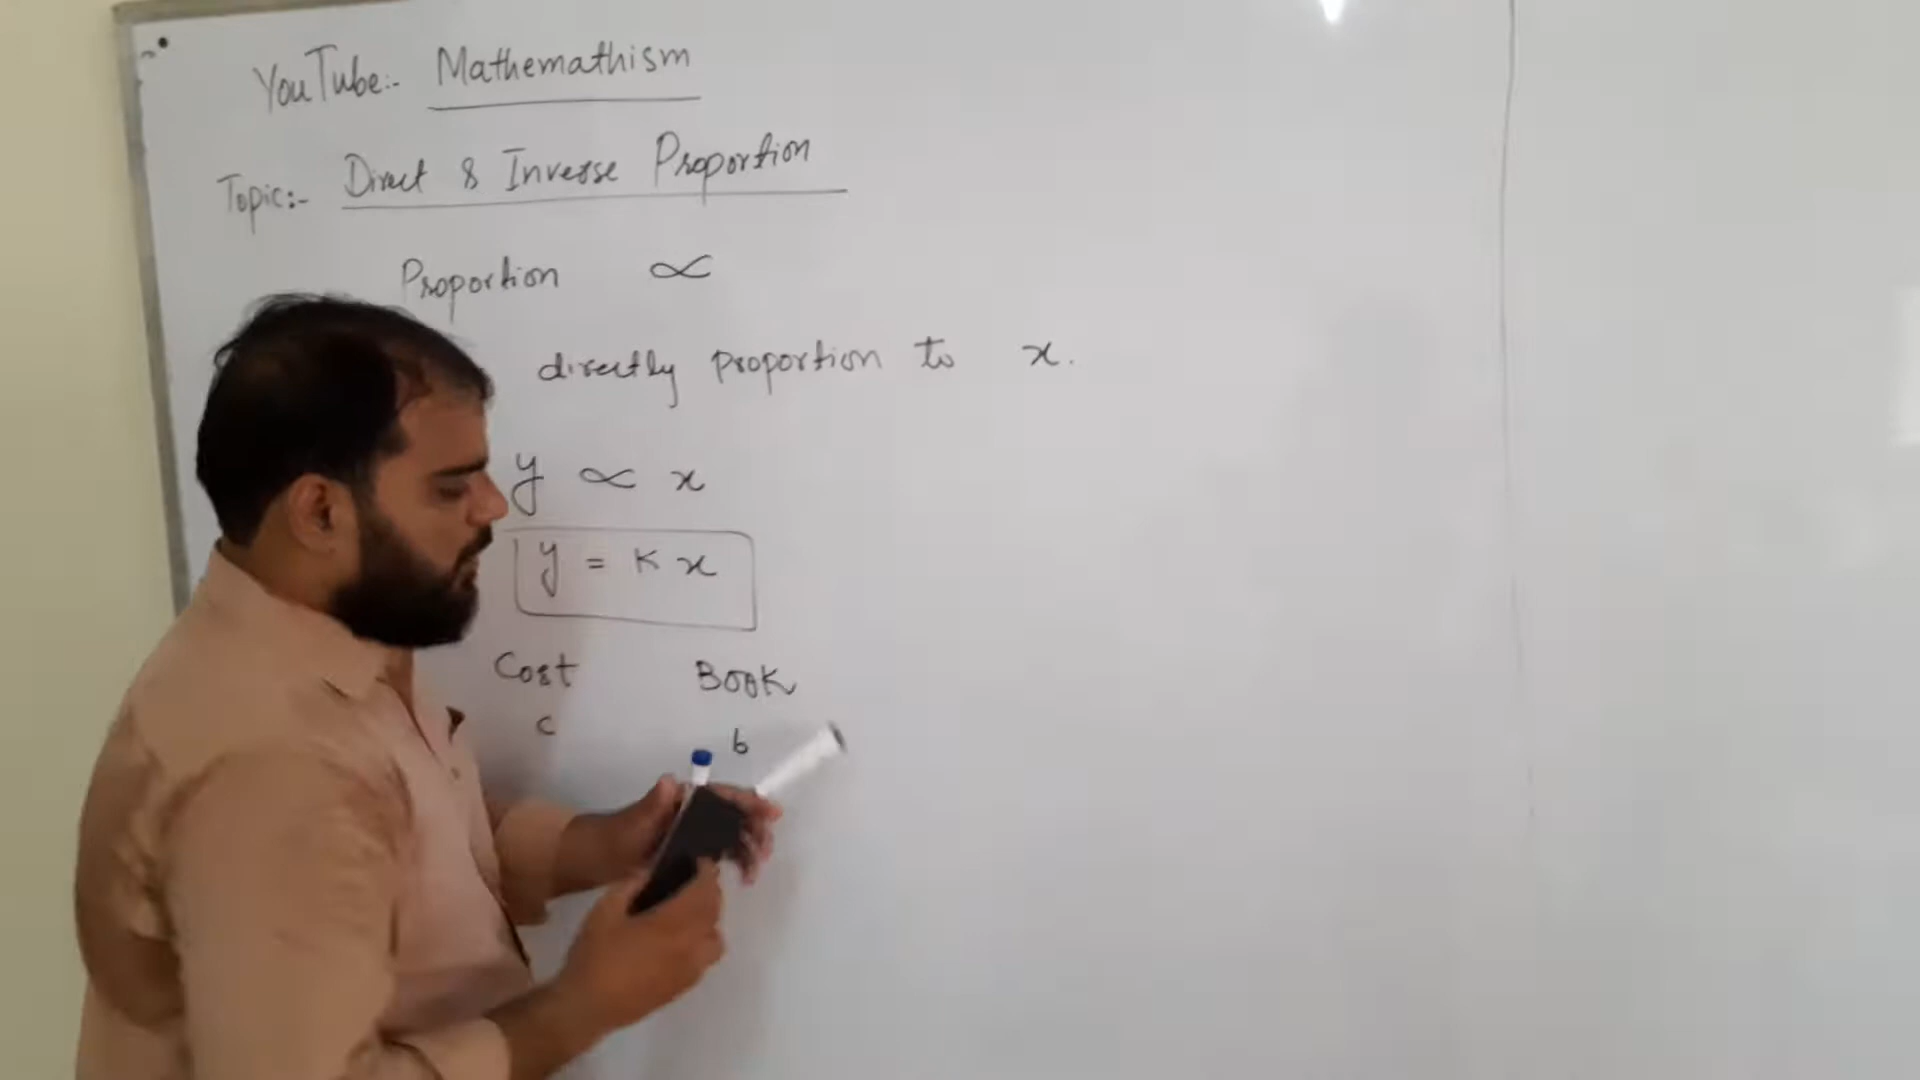 YouTube:- Mathemathism
Topic:- Direct & Inverse Proportion
Proportion ∝
directly proportion to x.
y ∝ x
y = K x
Cost Book
c b